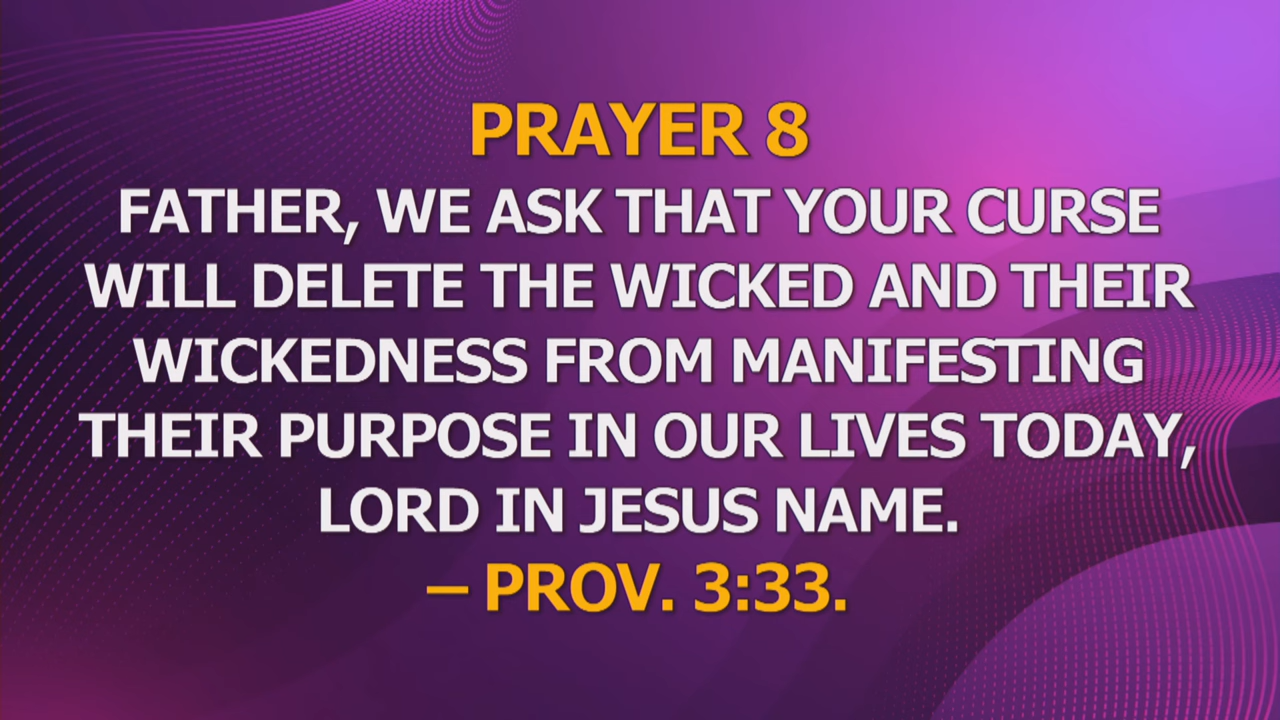 PRAYER 8
FATHER, WE ASK THAT YOUR CURSE
WILL DELETE THE WICKED AND THEIR
WICKEDNESS FROM MANIFESTING
THEIR PURPOSE IN OUR LIVES TODAY,
LORD IN JESUS NAME.
– PROV. 3:33.